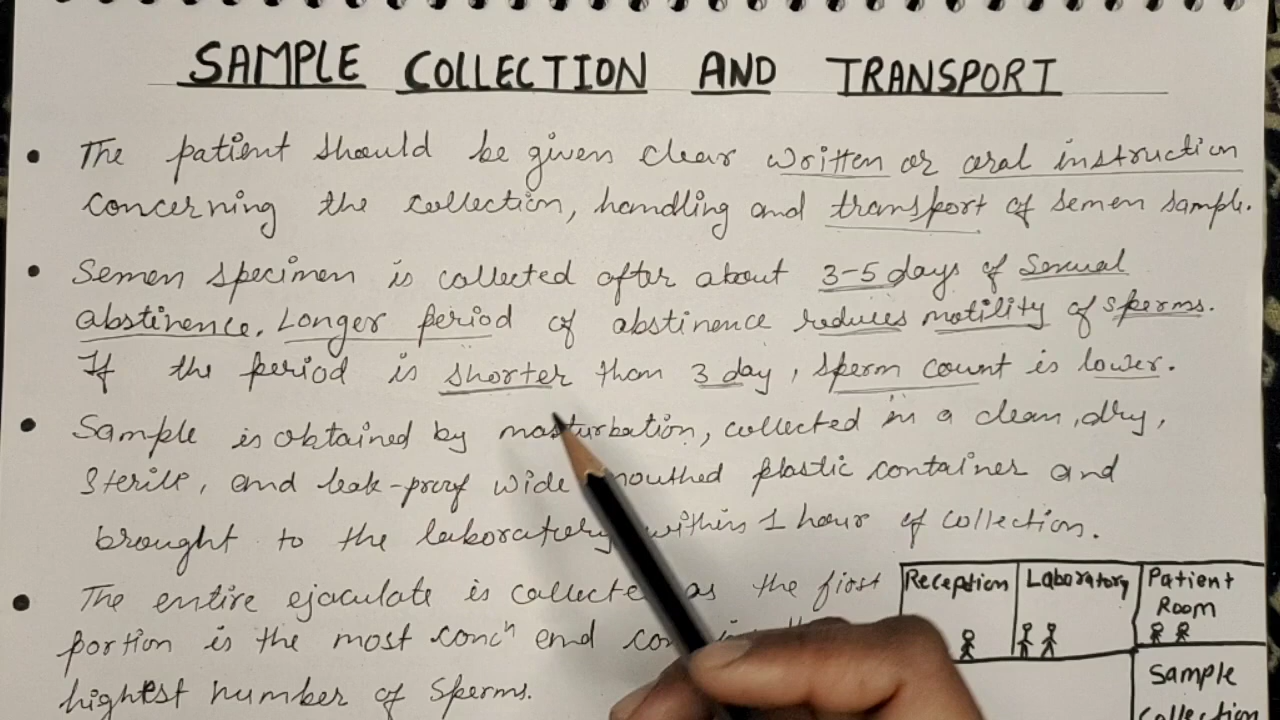 SAMPLE COLLECTION AND TRANSPORT
• The patient should be given clear written or oral instruction
concerning the collection, handling and transport of semen sample.
• Semen specimen is collected after about 3-5 days of Sexual
abstinence. Longer period of abstinence reduces motility of sperms.
If the period is shorter than 3 day, sperm count is lower.
• Sample is obtained by masturbation, collected in a clean, dry,
sterile, and leak-proof wide mouthed plastic container and
brought to the laboratory within 1 hour of collection.
• The entire ejaculate is collected as the first
portion is the most concⁿ and
highest number of sperms.
Reception
Laboratory
Patient
Room
Sample
Collection